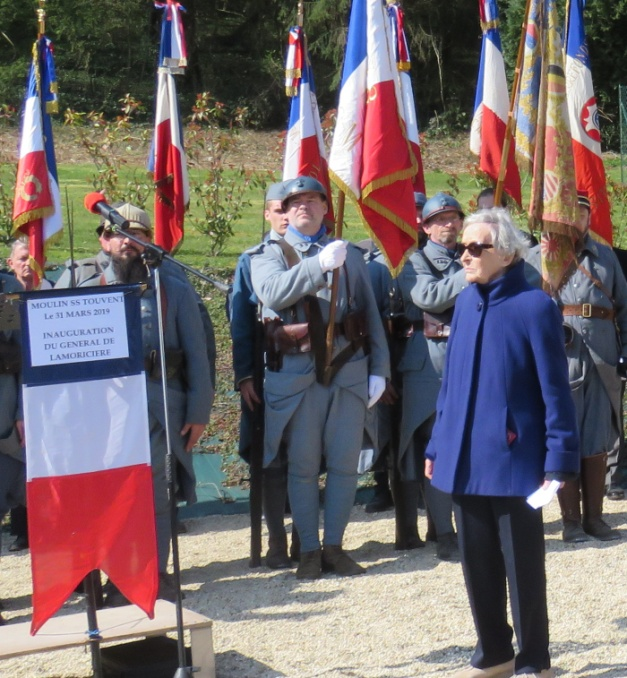 MOULIN SS TOUVENT
Le 31 MARS 2019
INAUGURATION
DU GENERAL DE
LAMORICIERE